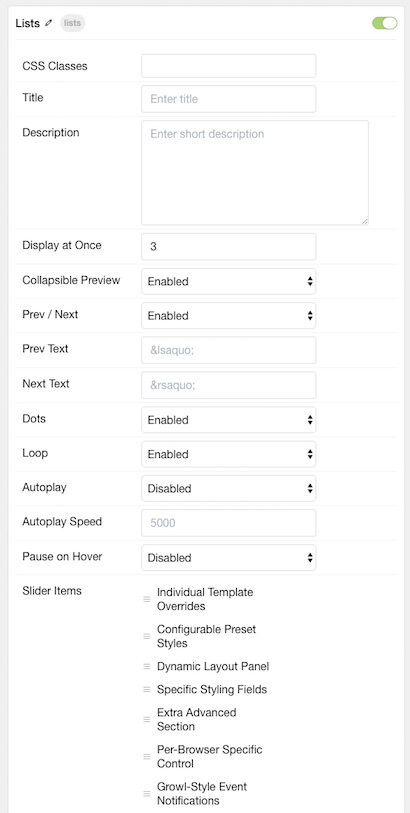 Lists lists
CSS Classes
Title Enter title
Description Enter short description
Display at Once 3
Collapsible Preview Enabled
Prev / Next Enabled
Prev Text &lsaquo;
Next Text &rsaquo;
Dots Enabled
Loop Enabled
Autoplay Disabled
Autoplay Speed 5000
Pause on Hover Disabled
Slider Items
Individual Template
Overrides
Configurable Preset
Styles
Dynamic Layout Panel
Specific Styling Fields
Extra Advanced
Section
Per-Browser Specific
Control
Growl-Style Event
Notifications